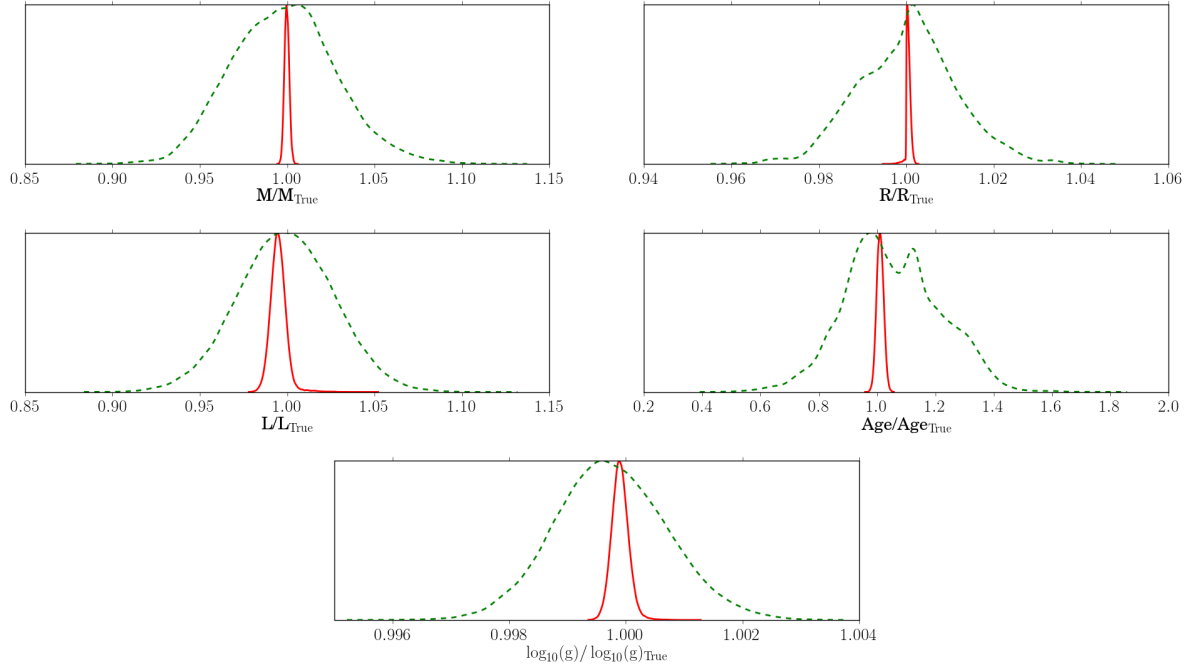 0.85 0.90 0.95 1.00 1.05 1.10 1.15
M/M_True
0.94 0.96 0.98 1.00 1.02 1.04 1.06
R/R_True
0.85 0.90 0.95 1.00 1.05 1.10 1.15
L/L_True
0.2 0.4 0.6 0.8 1.0 1.2 1.4 1.6 1.8 2.0
Age/Age_True
0.996 0.998 1.000 1.002 1.004
log₁₀(g)/log₁₀(g)_True